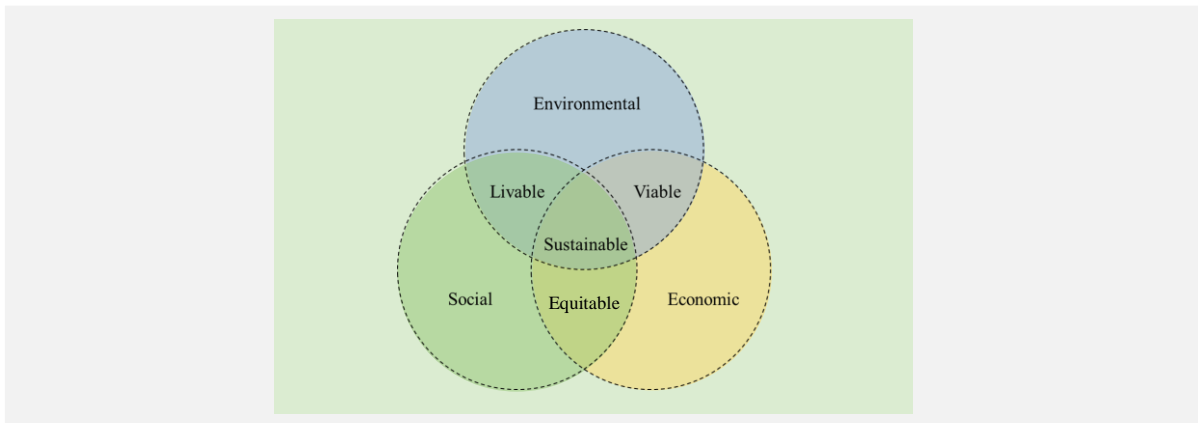 Environmental
Livable
Viable
Sustainable
Social
Equitable
Economic